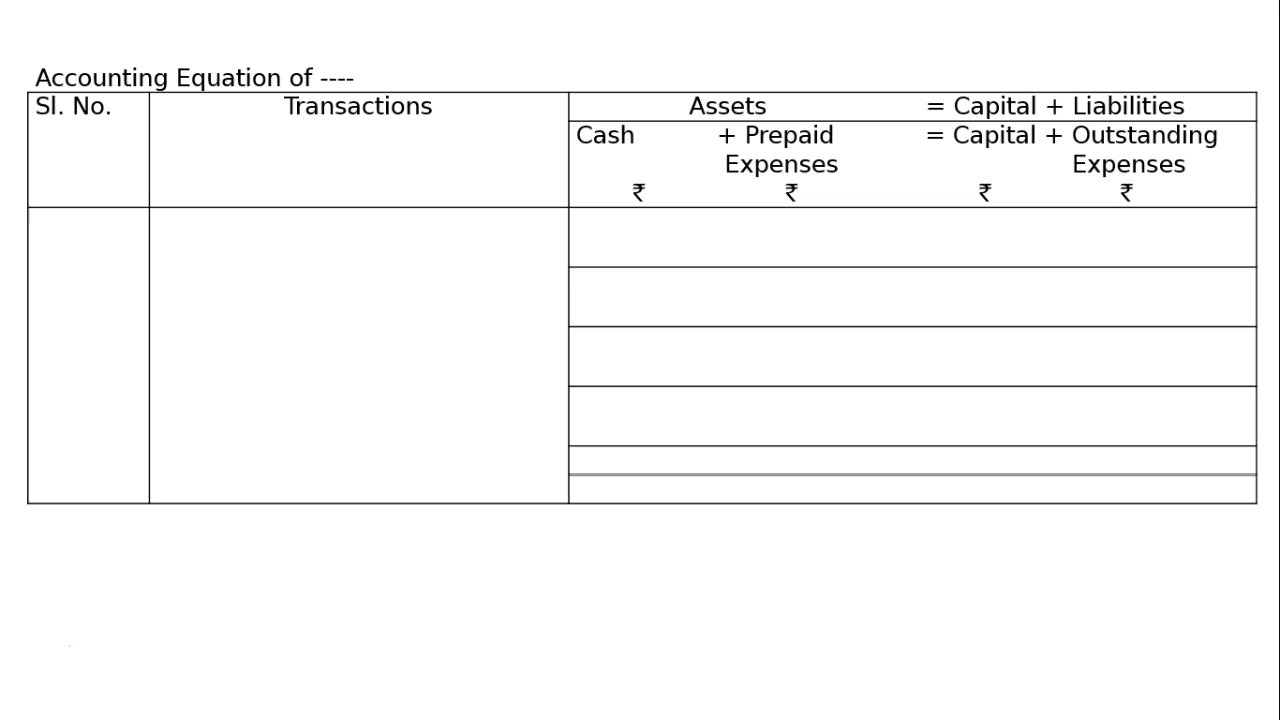 Accounting Equation of ----
Sl. No. Transactions Assets = Capital + Liabilities
Cash + Prepaid = Capital + Outstanding
Expenses Expenses
₹ ₹ ₹ ₹